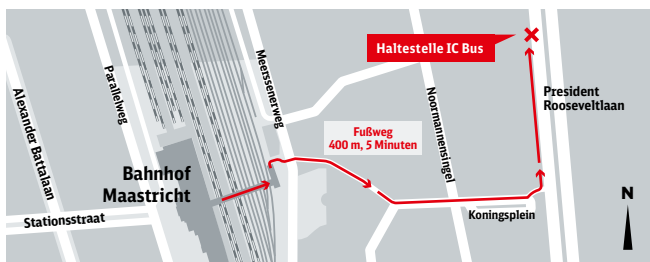 Haltestelle IC Bus
Meerssenerweg
Parallelweg
Alexander Battalaan
Noormannensingel
President
Rooseveltlaan
Fußweg
400 m, 5 Minuten
Bahnhof
Maastricht
Stationsstraat
Koningsplein
N